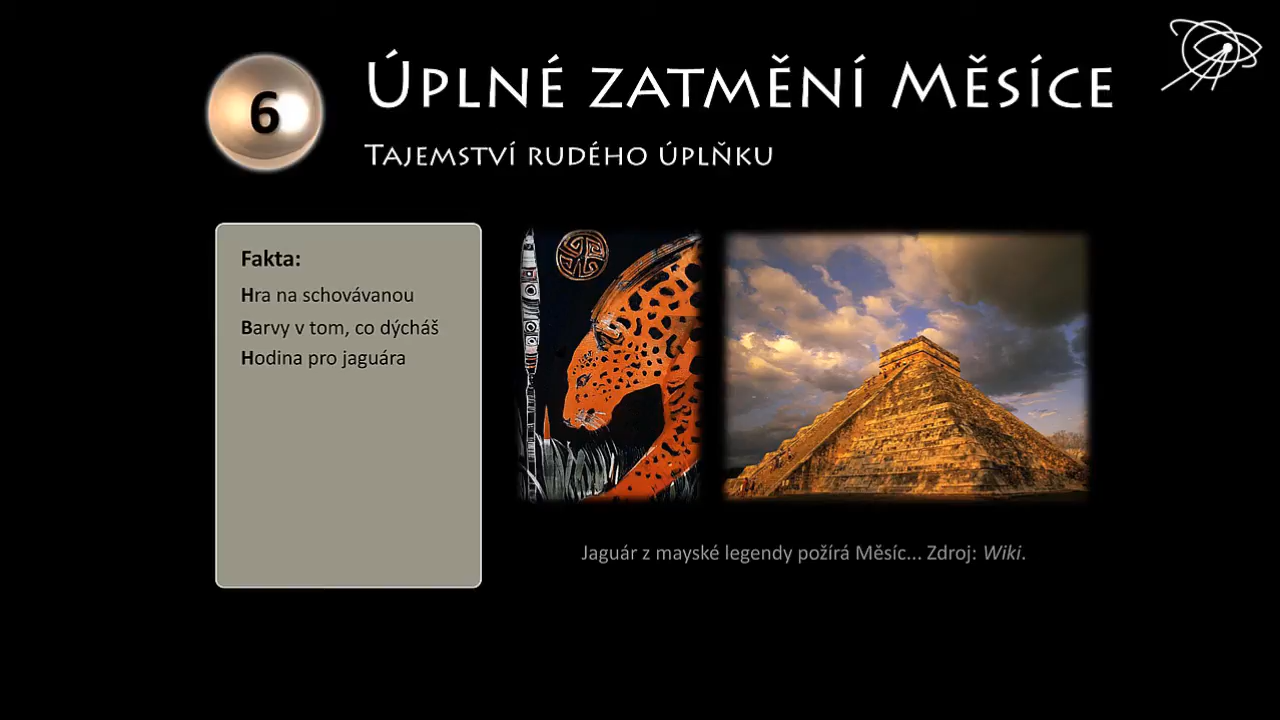 6
Úplné zatmění Měsíce
Tajemství rudého úplňku
Fakta:
Hra na schovávanou
Barvy v tom, co dýcháš
Hodina pro jaguára
Jaguár z mayské legendy požírá Měsíc... Zdroj: Wiki.